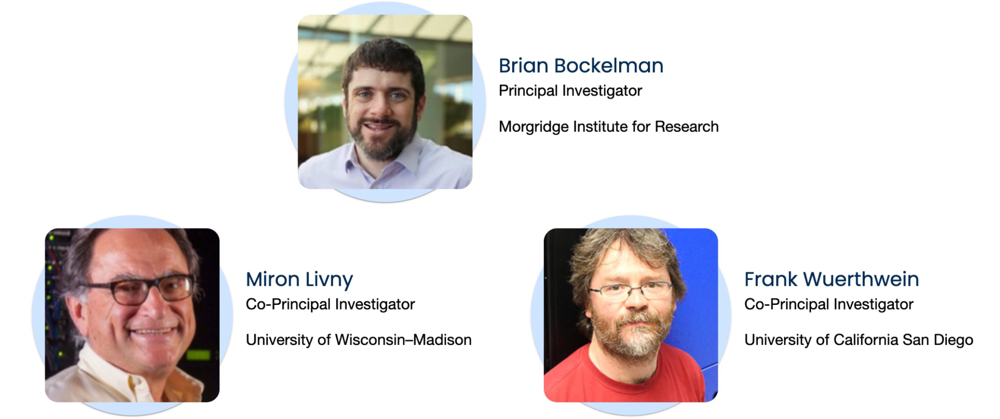 Brian Bockelman
Principal Investigator
Morgridge Institute for Research
Miron Livny
Co-Principal Investigator
University of Wisconsin–Madison
Frank Wuerthwein
Co-Principal Investigator
University of California San Diego